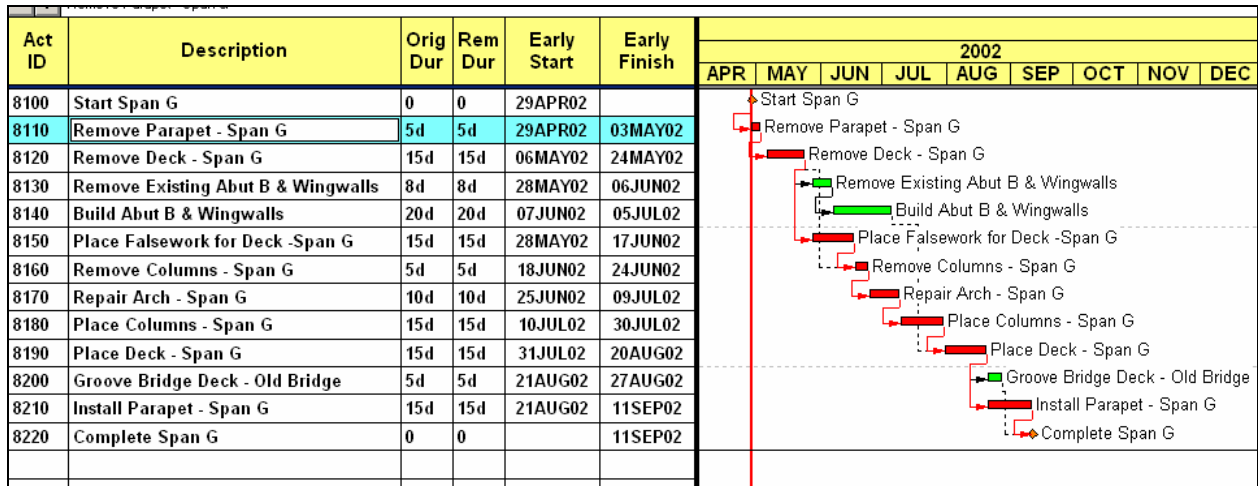 Act ID Description Orig Dur Rem Dur Early Start Early Finish
2002
APR MAY JUN JUL AUG SEP OCT NOV DEC
8100 Start Span G 0 0 29APR02 Start Span G
8110 Remove Parapet - Span G 5d 5d 29APR02 03MAY02 Remove Parapet - Span G
8120 Remove Deck - Span G 15d 15d 06MAY02 24MAY02 Remove Deck - Span G
8130 Remove Existing Abut B & Wingwalls 8d 8d 28MAY02 06JUN02 Remove Existing Abut B & Wingwalls
8140 Build Abut B & Wingwalls 20d 20d 07JUN02 05JUL02 Build Abut B & Wingwalls
8150 Place Falsework for Deck -Span G 15d 15d 28MAY02 17JUN02 Place Falsework for Deck -Span G
8160 Remove Columns - Span G 5d 5d 18JUN02 24JUN02 Remove Columns - Span G
8170 Repair Arch - Span G 10d 10d 25JUN02 09JUL02 Repair Arch - Span G
8180 Place Columns - Span G 15d 15d 10JUL02 30JUL02 Place Columns - Span G
8190 Place Deck - Span G 15d 15d 31JUL02 20AUG02 Place Deck - Span G
8200 Groove Bridge Deck - Old Bridge 5d 5d 21AUG02 27AUG02 Groove Bridge Deck - Old Bridge
8210 Install Parapet - Span G 15d 15d 21AUG02 11SEP02 Install Parapet - Span G
8220 Complete Span G 0 0 11SEP02 Complete Span G